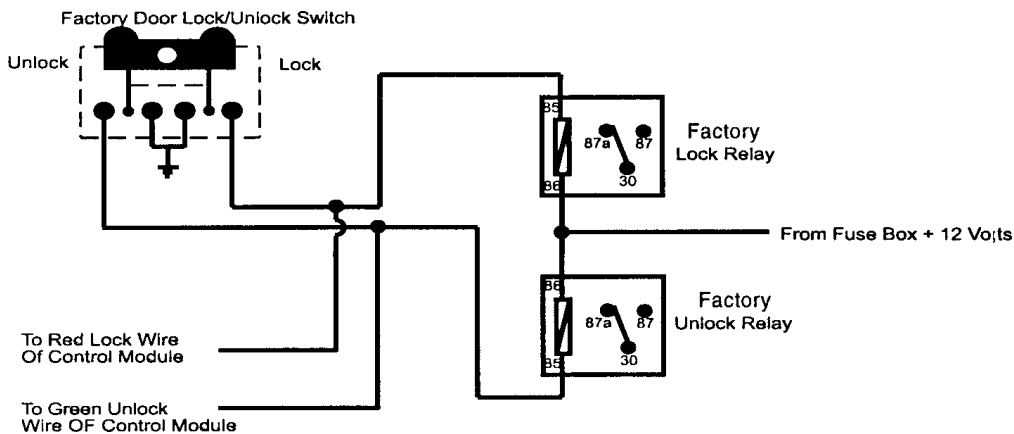 Factory Door Lock/Unlock Switch
Unlock
Lock
85
87a
87
86
30
Factory
Lock Relay
From Fuse Box + 12 Volts
86
87a
87
85
30
Factory
Unlock Relay
To Red Lock Wire
Of Control Module
To Green Unlock
Wire OF Control Module